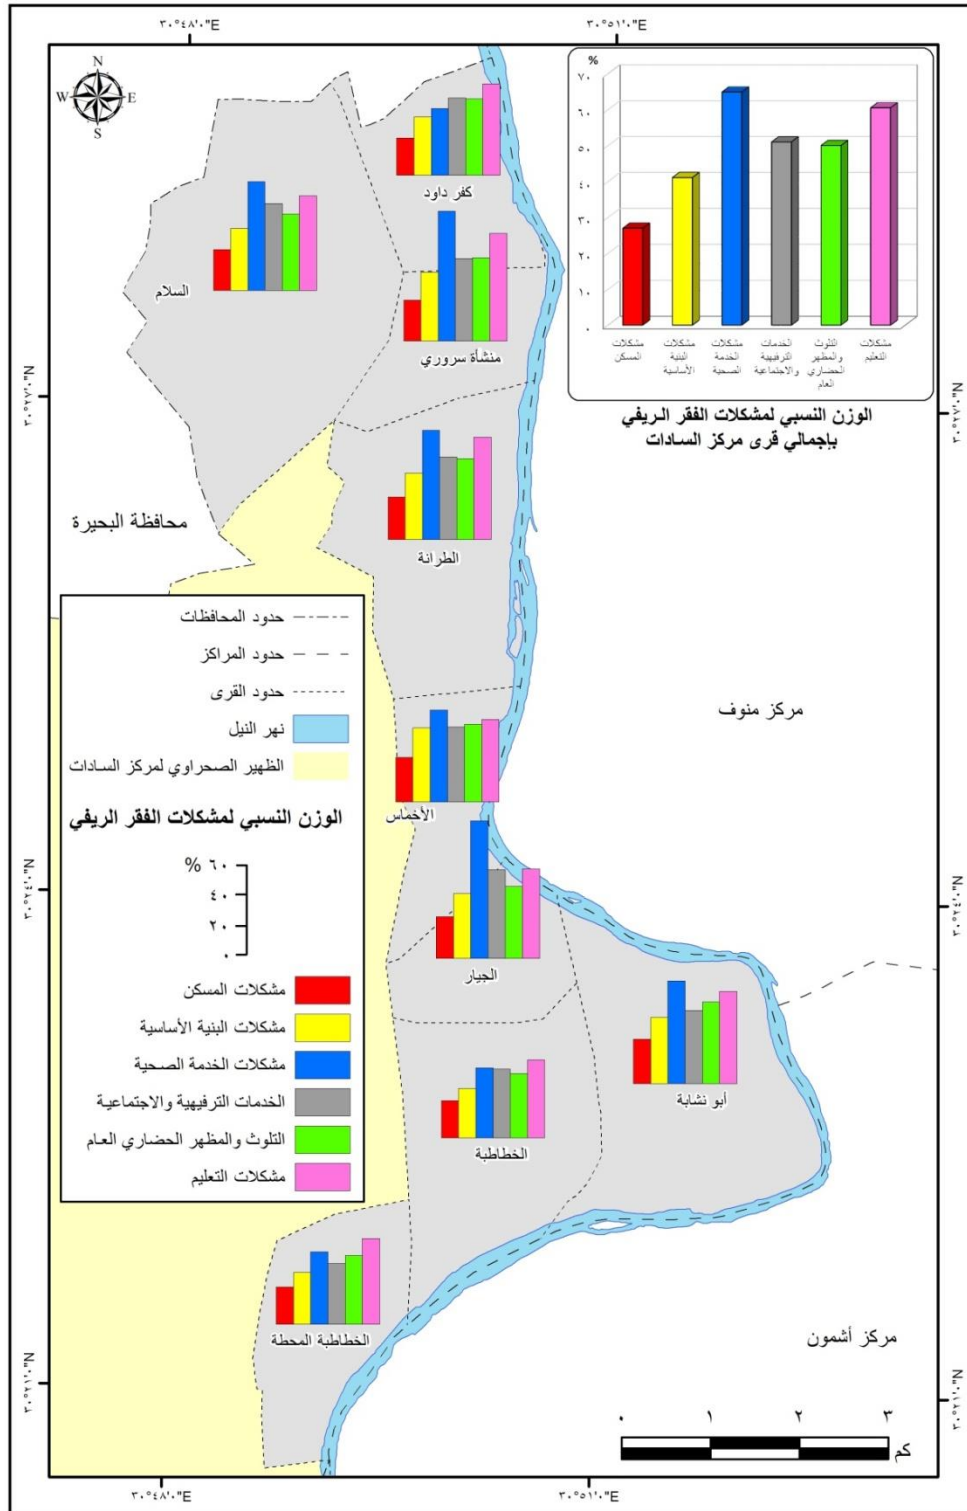 ٣٠°٤٨'٠"E
٣٠°٥١'٠"E
N
W E
S
%
٧٠
٦٠
٥٠
٤٠
٣٠
٢٠
١٠
٠
مشكلات المسكن
مشكلات البنية الأساسية
مشكلات الخدمة الصحية
الخدمات الترفيهية والاجتماعية
التلوث والمظهر الحضاري العام
مشكلات التعليم
الوزن النسبي لمشكلات الفقر الريفي
بإجمالي قرى مركز السادات
كفر داود
السلام
منشأة سروري
الطرانة
محافظة البحيرة
حدود المحافظات
حدود المراكز
حدود القرى
نهر النيل
الظهير الصحراوي لمركز السادات
الوزن النسبي لمشكلات الفقر الريفي
% ٦٠
٤٠
٢٠
٠
مشكلات المسكن
مشكلات البنية الأساسية
مشكلات الخدمة الصحية
الخدمات الترفيهية والاجتماعية
التلوث والمظهر الحضاري العام
مشكلات التعليم
مركز منوف
الأخماس
الجيار
أبو نشابة
الخطاطبة
الخطاطبة المحطة
مركز أشمون
٠ ١ ٢ ٣
كم
٣٠°٤٨'٠"E
٣٠°٥١'٠"E